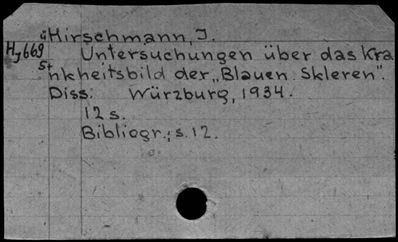 Hirschmann, J.
Hy669 Untersuchungen über das Kra
St nkheitsbild der „Blauen Skleren“.
Diss: Würzburg, 1934.
12 s.
Bibliogr.: s. 12.